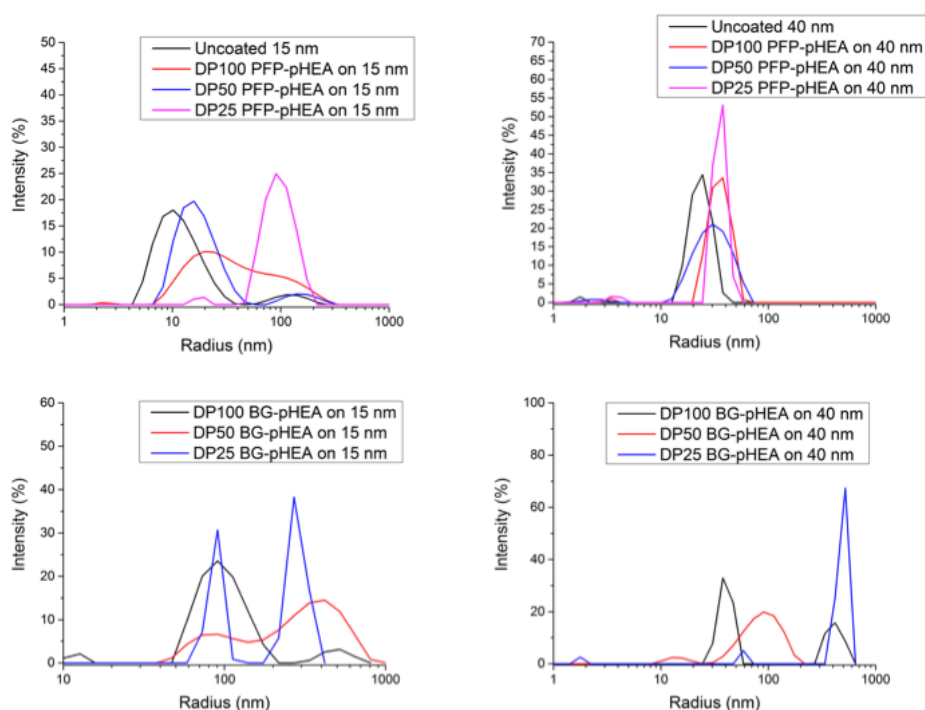 Uncoated 15 nm
DP100 PFP-pHEA on 15 nm
DP50 PFP-pHEA on 15 nm
DP25 PFP-pHEA on 15 nm
50
45
40
35
30
25
20
15
10
5
0
Intensity (%)
1
10
100
1000
Radius (nm)
Uncoated 40 nm
DP100 PFP-pHEA on 40 nm
DP50 PFP-pHEA on 40 nm
DP25 PFP-pHEA on 40 nm
70
65
60
55
50
45
40
35
30
25
20
15
10
5
0
Intensity (%)
1
10
100
1000
Radius (nm)
DP100 BG-pHEA on 15 nm
DP50 BG-pHEA on 15 nm
DP25 BG-pHEA on 15 nm
60
50
40
30
20
10
0
Intensity (%)
10
100
1000
Radius (nm)
DP100 BG-pHEA on 40 nm
DP50 BG-pHEA on 40 nm
DP25 BG-pHEA on 40 nm
100
80
60
40
20
0
Intensity (%)
1
10
100
1000
Radius (nm)